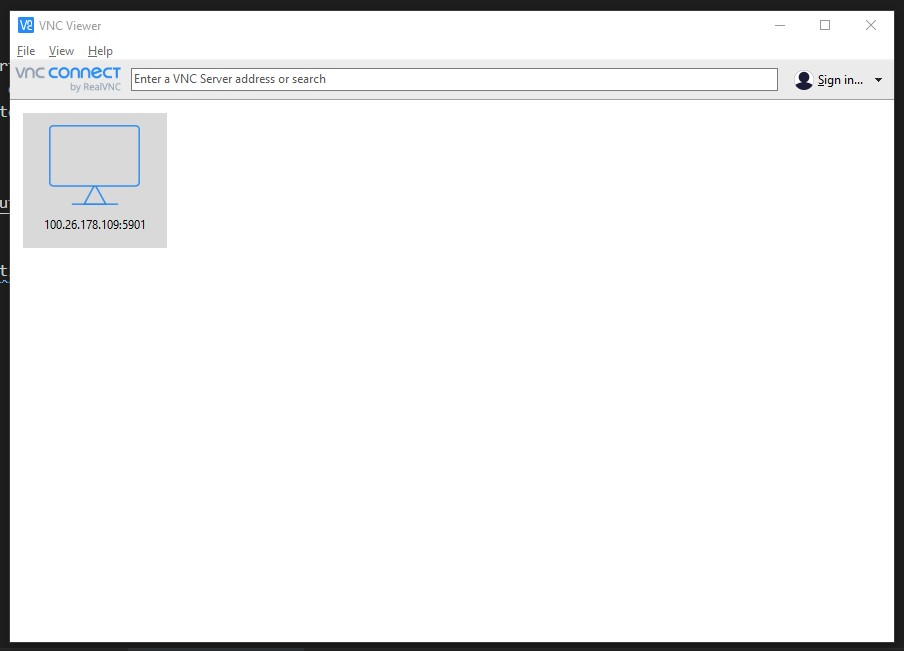 V2 VNC Viewer
File View Help
vnc connect
by RealVNC
Enter a VNC Server address or search
Sign in...
100.26.178.109:5901